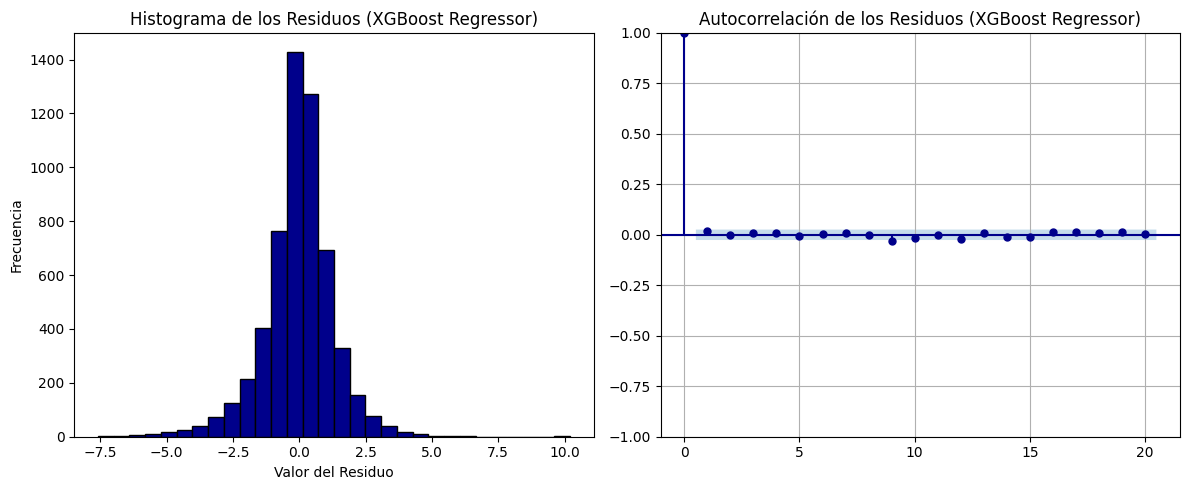 Histograma de los Residuos (XGBoost Regressor)
Frecuencia
1400
1200
1000
800
600
400
200
0
−7.5 −5.0 −2.5 0.0 2.5 5.0 7.5 10.0
Valor del Residuo
Autocorrelación de los Residuos (XGBoost Regressor)
1.00
0.75
0.50
0.25
0.00
−0.25
−0.50
−0.75
−1.00
0 5 10 15 20